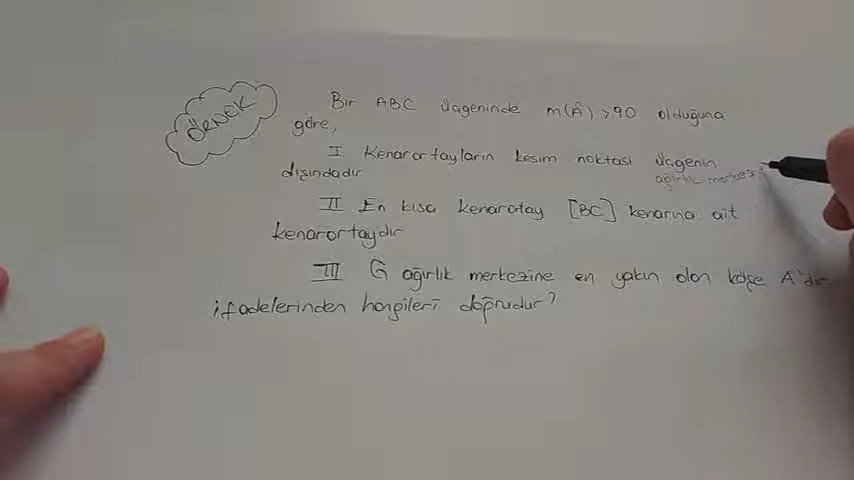 ÖRNEK
Bir ABC üçgeninde m(Â)>90 olduğuna
göre,
I Kenarortayların kesim noktası üçgenin
ağırlık merkezi
dışındadır
II En kısa kenarotay [BC] kenarına ait
kenarortaydır
III G ağırlık merkezine en yakın olan köşe A'dır
ifadelerinden hangileri doğrudur?